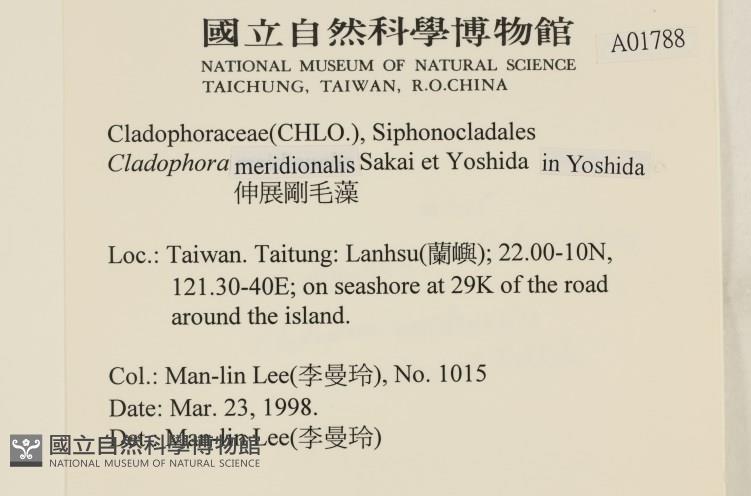 國立自然科學博物館
A01788
NATIONAL MUSEUM OF NATURAL SCIENCE
TAICHUNG, TAIWAN, R.O.CHINA
Cladophoraceae(CHLO.), Siphonocladales
Cladophora meridionalis Sakai et Yoshida in Yoshida
伸展剛毛藻
Loc.: Taiwan. Taitung: Lanhsu(蘭嶼); 22.00-10N,
121.30-40E; on seashore at 29K of the road
around the island.
Col.: Man-lin Lee(李曼玲), No. 1015
Date: Mar. 23, 1998.
Det.: Man-lin Lee(李曼玲)
國立自然科學博物館
NATIONAL MUSEUM OF NATURAL SCIENCE